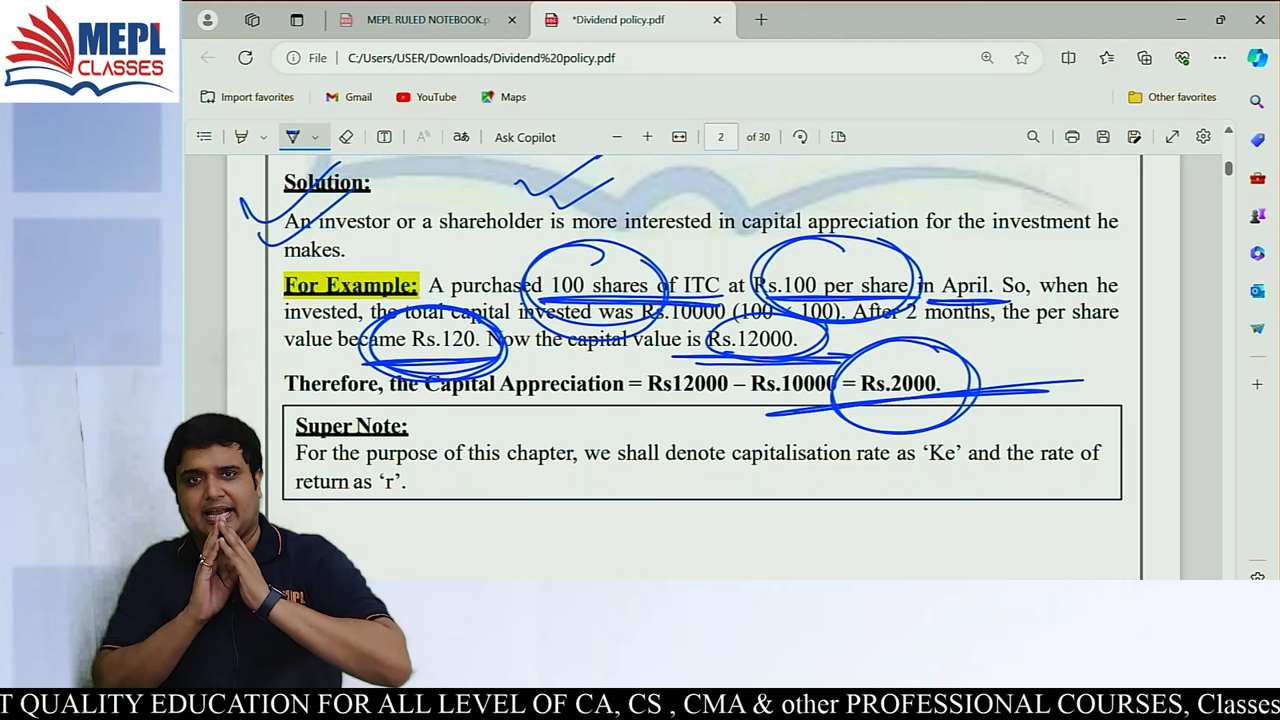 MEPL
CLASSES
MEPL RULED NOTEBOOK.p
*Dividend policy.pdf
File
C:/Users/USER/Downloads/Dividend%20policy.pdf
Import favorites
Gmail
YouTube
Maps
Other favorites
Ask Copilot
2
of 30
Solution:
An investor or a shareholder is more interested in capital appreciation for the investment he
makes.
For Example: A purchased 100 shares of ITC at Rs.100 per share in April. So, when he
invested, the total capital invested was Rs.10000 (100 × 100). After 2 months, the per share
value became Rs.120. Now the capital value is Rs.12000.
Therefore, the Capital Appreciation = Rs12000 – Rs.10000 = Rs.2000.
Super Note:
For the purpose of this chapter, we shall denote capitalisation rate as ‘Ke’ and the rate of
return as ‘r’.
T QUALITY EDUCATION FOR ALL LEVEL OF CA, CS , CMA & other PROFESSIONAL COURSES, Classes